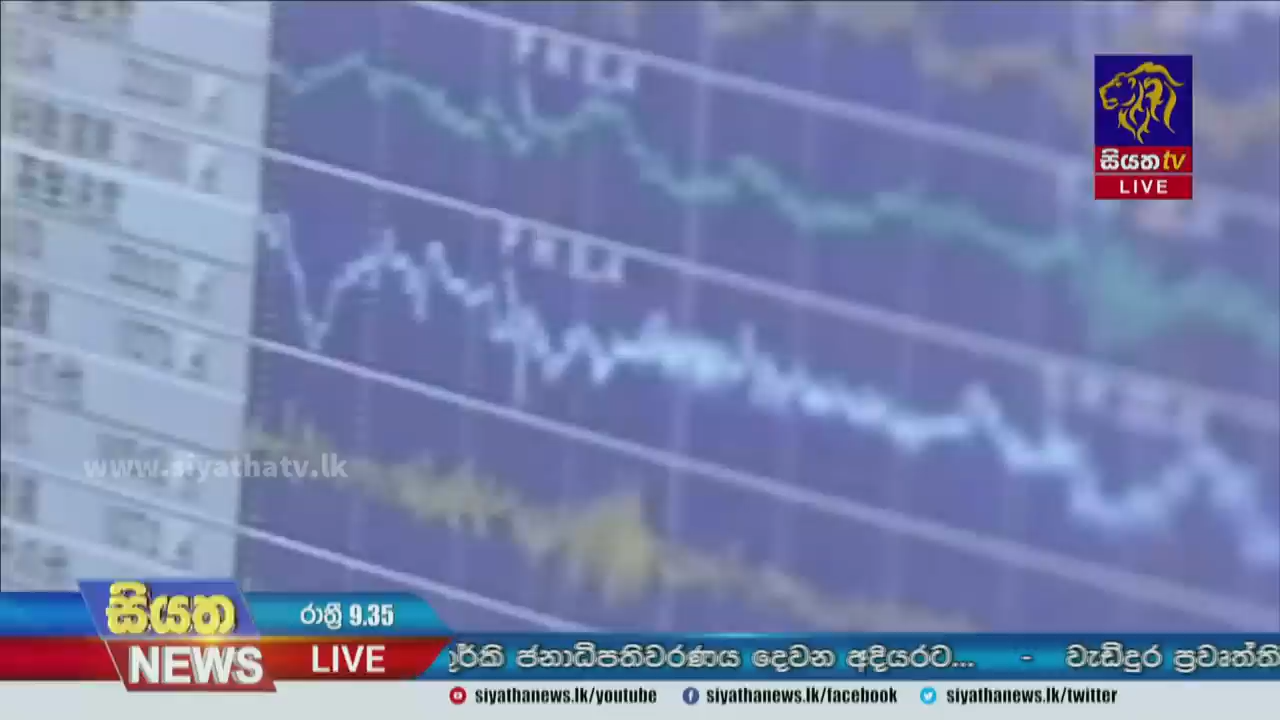 සියත tv
LIVE
www.siyathatv.lk
සියත
NEWS
රාත්‍රී 9.35
LIVE
ජනාධිපතිවරණය දෙවන අදියරට... - වැඩිදුර ප්‍රවෘත්ති
siyathanews.lk/youtube
siyathanews.lk/facebook
siyathanews.lk/twitter